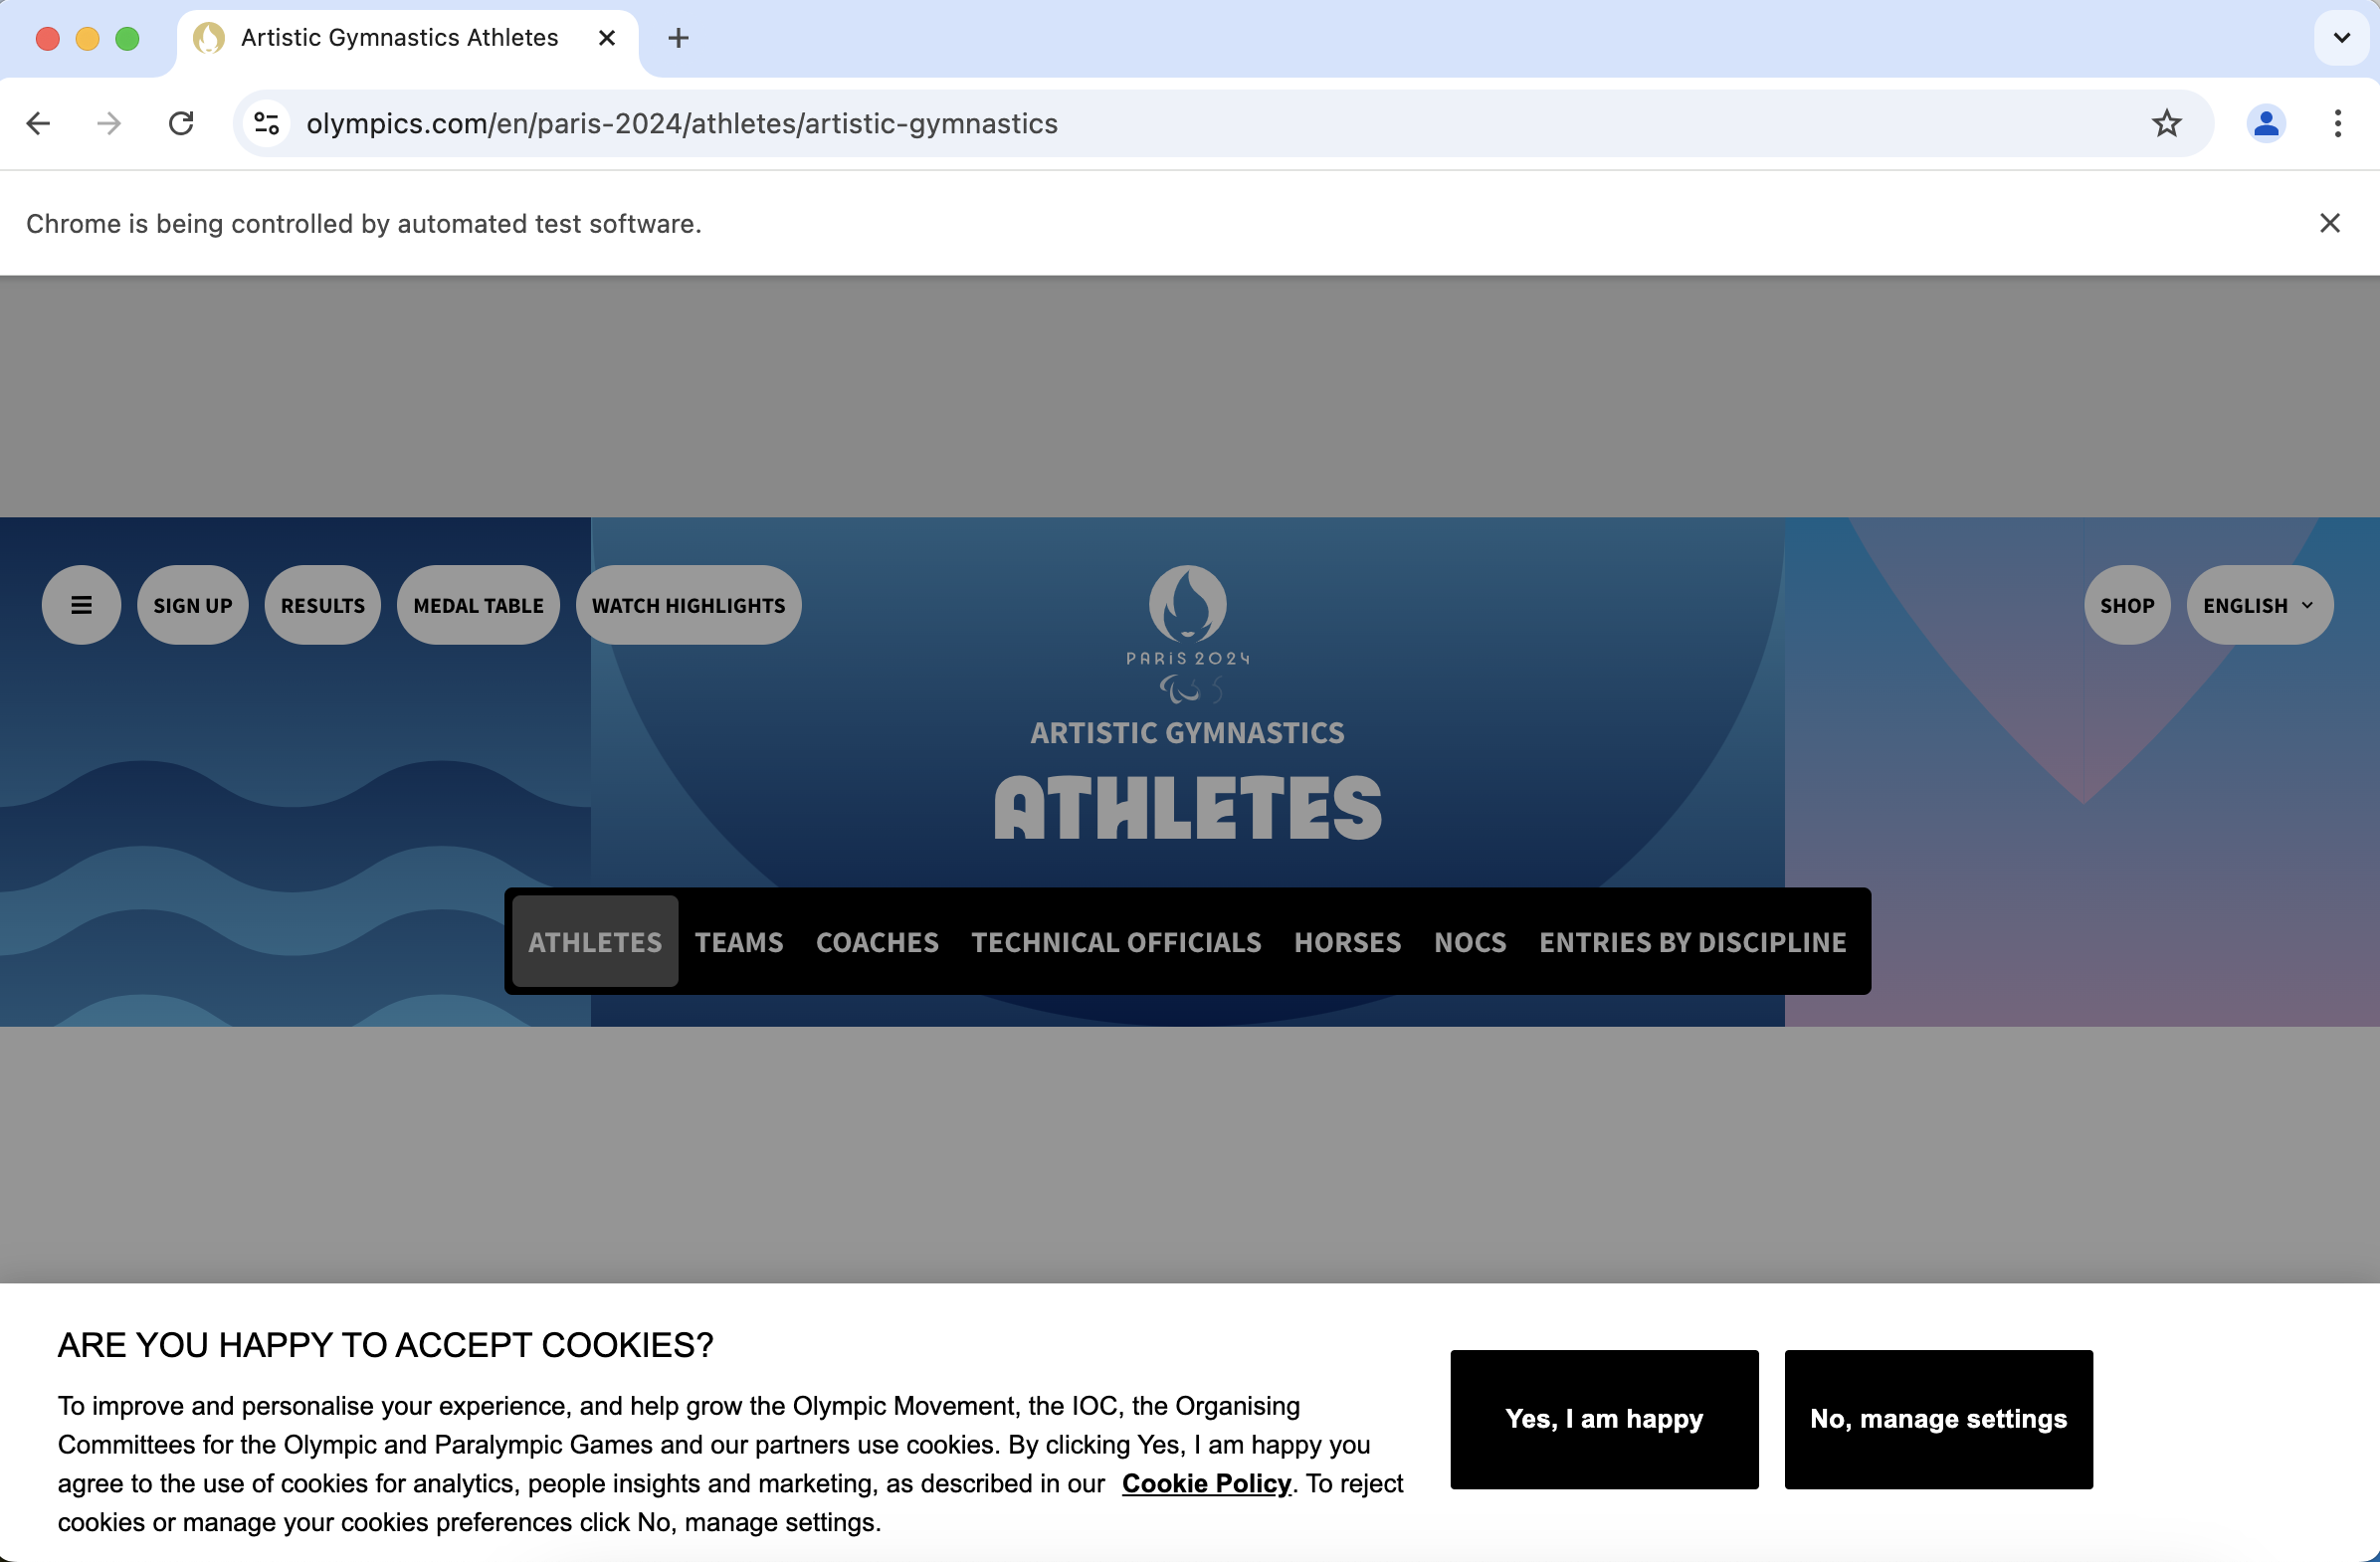 Artistic Gymnastics Athletes
olympics.com/en/paris-2024/athletes/artistic-gymnastics
Chrome is being controlled by automated test software.
SIGN UP RESULTS MEDAL TABLE WATCH HIGHLIGHTS SHOP ENGLISH
PARIS 2024
ARTISTIC GYMNASTICS
ATHLETES
ATHLETES TEAMS COACHES TECHNICAL OFFICIALS HORSES NOCS ENTRIES BY DISCIPLINE
ARE YOU HAPPY TO ACCEPT COOKIES?
To improve and personalise your experience, and help grow the Olympic Movement, the IOC, the Organising
Committees for the Olympic and Paralympic Games and our partners use cookies. By clicking Yes, I am happy you
agree to the use of cookies for analytics, people insights and marketing, as described in our Cookie Policy. To reject
cookies or manage your cookies preferences click No, manage settings.
Yes, I am happy
No, manage settings